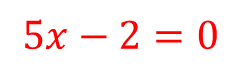 5x − 2 = 0